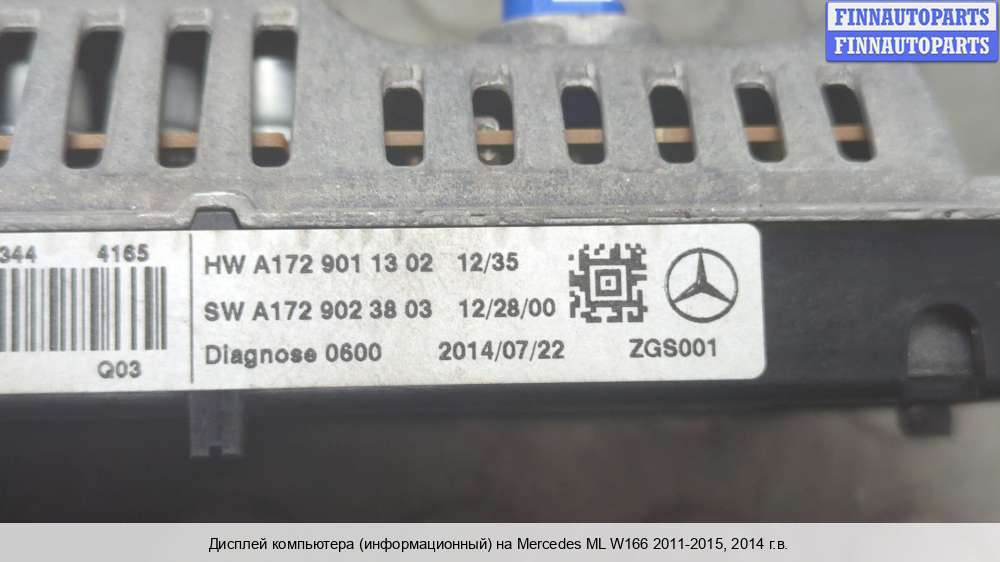 FINNAUTOPARTS
FINNAUTOPARTS
344 4165
Q03
HW A172 901 13 02 12/35
SW A172 902 38 03 12/28/00
Diagnose 0600 2014/07/22 ZGS001
Дисплей компьютера (информационный) на Mercedes ML W166 2011-2015, 2014 г.в.